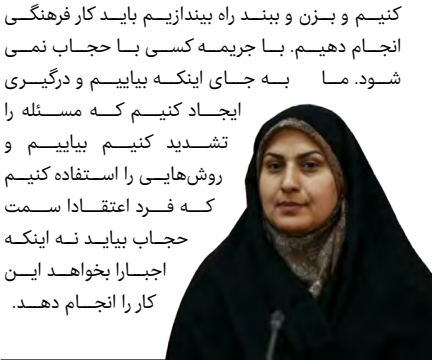 کنیم و بزن و ببند راه بیندازیم باید کار فرهنگی
انجام دهیم. با جریمه کسی با حجاب نمی
شود. ما به جای اینکه بیاییم و درگیری
ایجاد کنیم که مسئله را
تشدید کنیم بیاییم و
روش‌هایی را استفاده کنیم
که فرد اعتقادا سمت
حجاب بیاید نه اینکه
اجبارا بخواهد این
کار را انجام دهد.